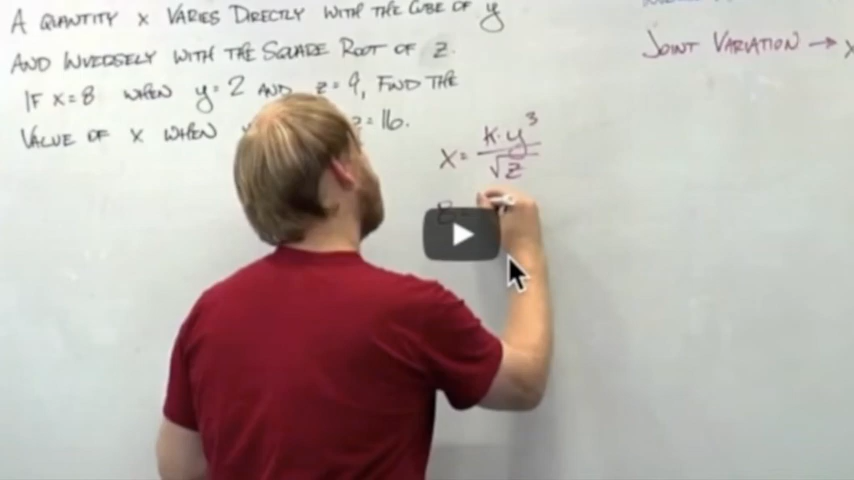 A QUANTITY X VARIES DIRECTLY WITH THE CUBE OF y
AND INVERSELY WITH THE SQUARE ROOT OF Z.
IF X=8 WHEN y=2 AND Z=9, FIND THE
VALUE OF X WHEN =16.
X= K·y³
√Z
8=
JOINT VARIATION → X